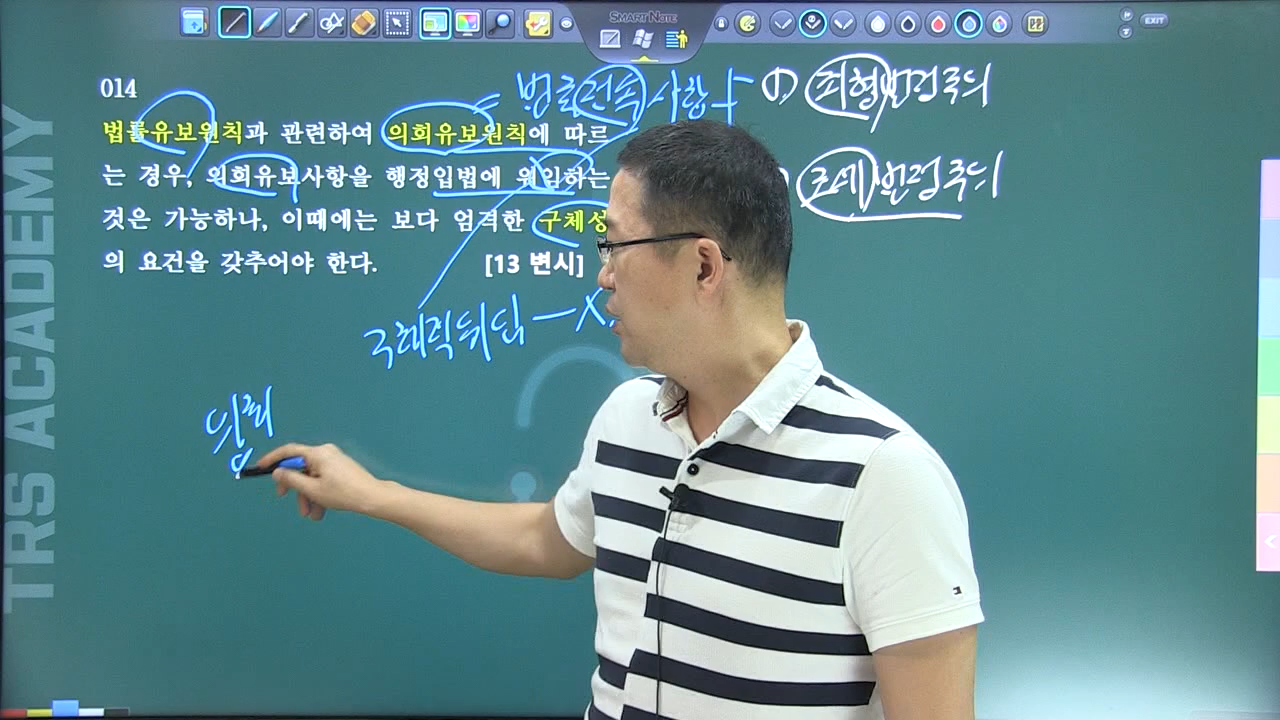 SMART NOTE
EXIT
014
법률전속사항 ㅏ (1) 죄형법정주의
법률유보원칙과 관련하여 의회유보원칙에 따르
조세법률주의
는 경우, 의회유보사항을 행정입법에 위임하는
것은 가능하나, 이때에는 보다 엄격한 구체성
의 요건을 갖추어야 한다. [13 변시]
구체적 위임 — X
TRS ACADEMY